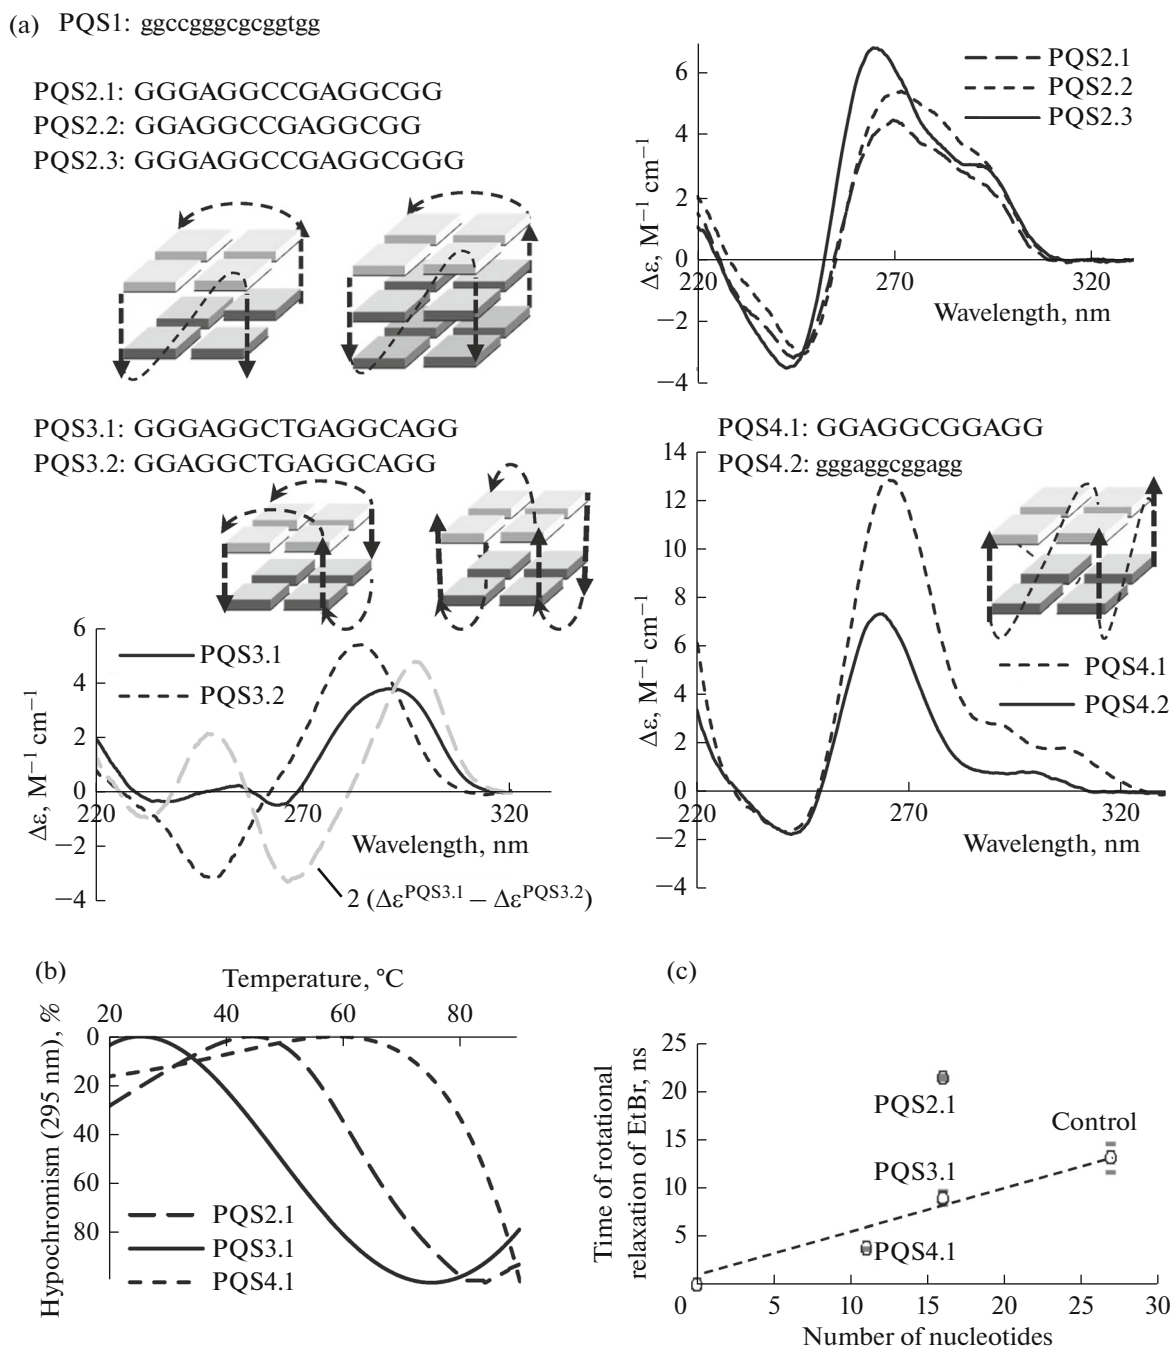 (a) PQS1: ggccgggcgcggtgg
PQS2.1: GGGAGGCCGAGGCGG
PQS2.2: GGAGGCCGAGGCGG
PQS2.3: GGGAGGCCGAGGCGGG
6
4
2
0
−2
−4
220
270
320
Δε, M⁻¹ cm⁻¹
Wavelength, nm
PQS2.1
PQS2.2
PQS2.3
PQS3.1: GGGAGGCTGAGGCAGG
PQS3.2: GGAGGCTGAGGCAGG
PQS3.1
PQS3.2
6
4
2
0
−2
−4
220
270
320
Δε, M⁻¹ cm⁻¹
Wavelength, nm
2 (Δε^PQS3.1 − Δε^PQS3.2)
PQS4.1: GGAGGCGGAGG
PQS4.2: gggaggcggagg
14
12
10
8
6
4
2
0
−2
−4
220
270
320
Δε, M⁻¹ cm⁻¹
Wavelength, nm
PQS4.1
PQS4.2
(b)
Temperature, °C
20
40
60
80
0
20
40
60
80
Hypochromism (295 nm), %
PQS2.1
PQS3.1
PQS4.1
(c)
25
20
15
10
5
0
5
10
15
20
25
30
Time of rotational
relaxation of EtBr, ns
Number of nucleotides
PQS2.1
Control
PQS3.1
PQS4.1